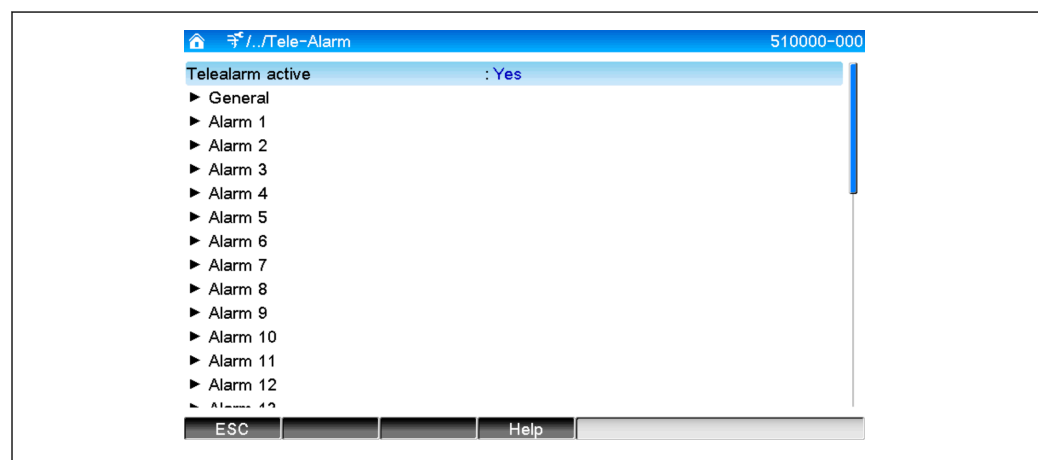 /../Tele-Alarm 510000-000
Telealarm active : Yes
► General
► Alarm 1
► Alarm 2
► Alarm 3
► Alarm 4
► Alarm 5
► Alarm 6
► Alarm 7
► Alarm 8
► Alarm 9
► Alarm 10
► Alarm 11
► Alarm 12
ESC Help